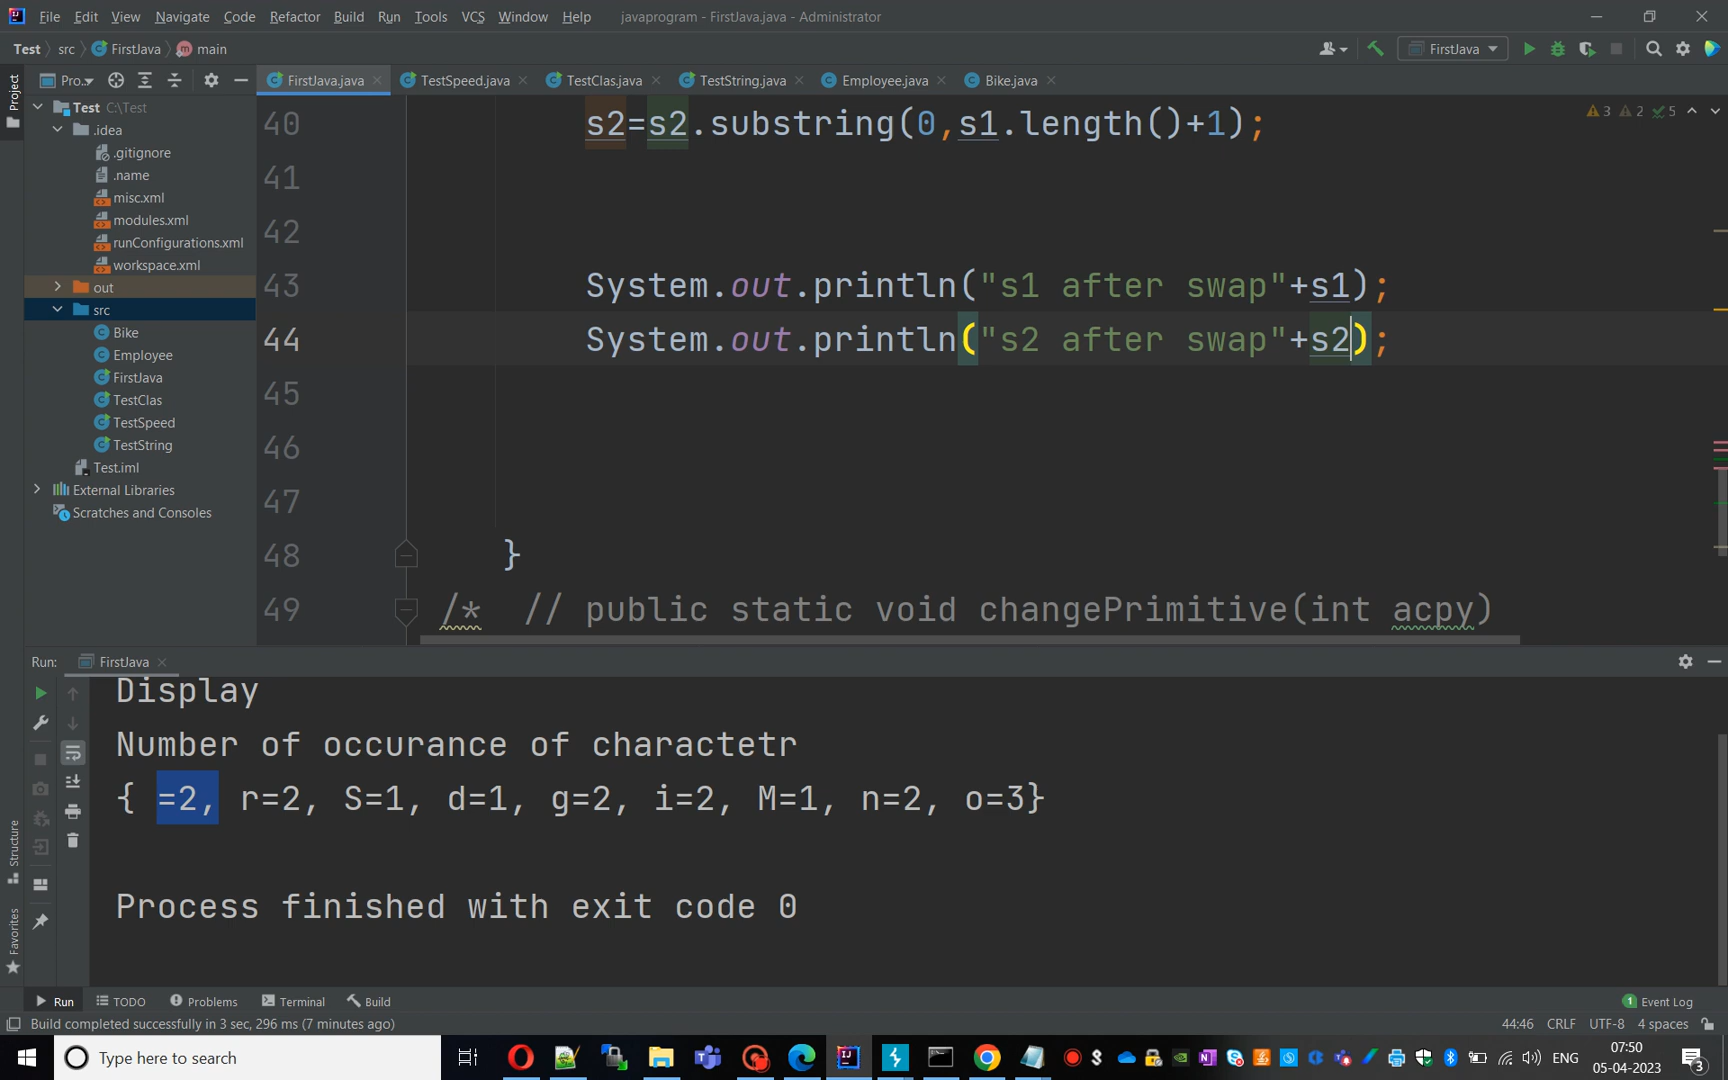 File Edit View Navigate Code Refactor Build Run Tools VCS Window Help javaprogram - FirstJava.java - Administrator
Test src FirstJava main FirstJava
Project Pro... FirstJava.java TestSpeed.java TestClas.java TestString.java Employee.java Bike.java
Test C:\Test
.idea
.gitignore
.name
misc.xml
modules.xml
runConfigurations.xml
workspace.xml
out
src
Bike
Employee
FirstJava
TestClas
TestSpeed
TestString
Test.iml
External Libraries
Scratches and Consoles
3 2 5
40 s2=s2.substring(0,s1.length()+1);
41
42
43 System.out.println("s1 after swap"+s1);
44 System.out.println("s2 after swap"+s2);
45
46
47
48 }
49 /* // public static void changePrimitive(int acpy)
Run: FirstJava
Display
Number of occurance of charactetr
{ =2, r=2, S=1, d=1, g=2, i=2, M=1, n=2, o=3}
Process finished with exit code 0
Structure
Favorites
Run TODO Problems Terminal Build 1 Event Log
Build completed successfully in 3 sec, 296 ms (7 minutes ago) 44:46 CRLF UTF-8 4 spaces
Type here to search ENG 07:50
05-04-2023 3